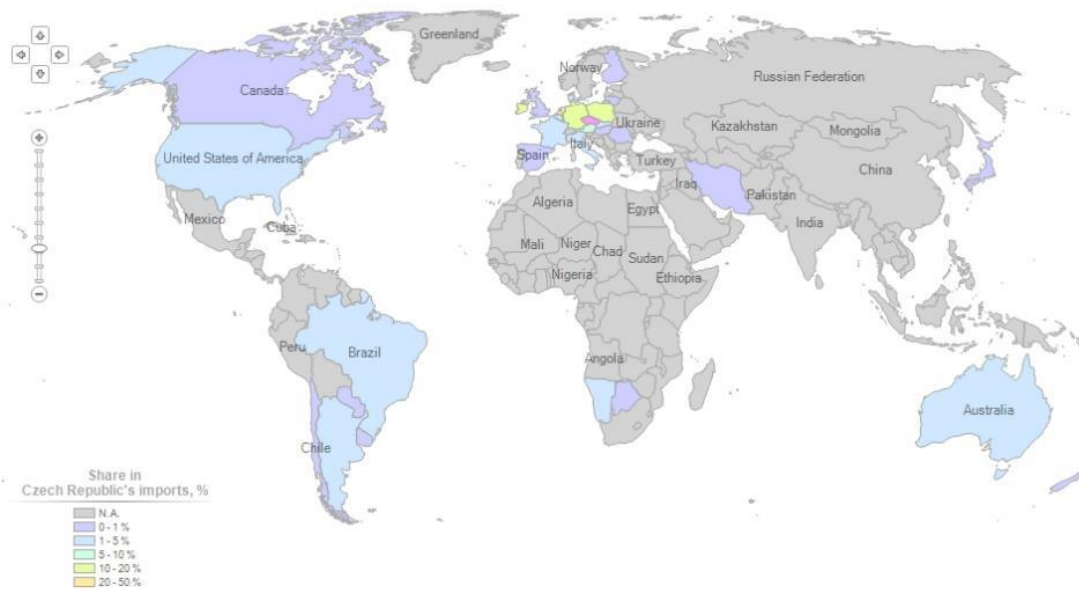 Greenland
Norway
Russian Federation
Canada
Ukraine
Kazakhstan
Mongolia
United States of America
Italy
Spain
Turkey
China
Iraq
Pakistan
Mexico
Algeria
Egypt
India
Cuba
Mali
Niger
Chad
Sudan
Nigeria
Ethiopia
Peru
Brazil
Angola
Australia
Chile
Share in
Czech Republic's imports, %
N.A.
0 - 1 %
1 - 5 %
5 - 10 %
10 - 20 %
20 - 50 %